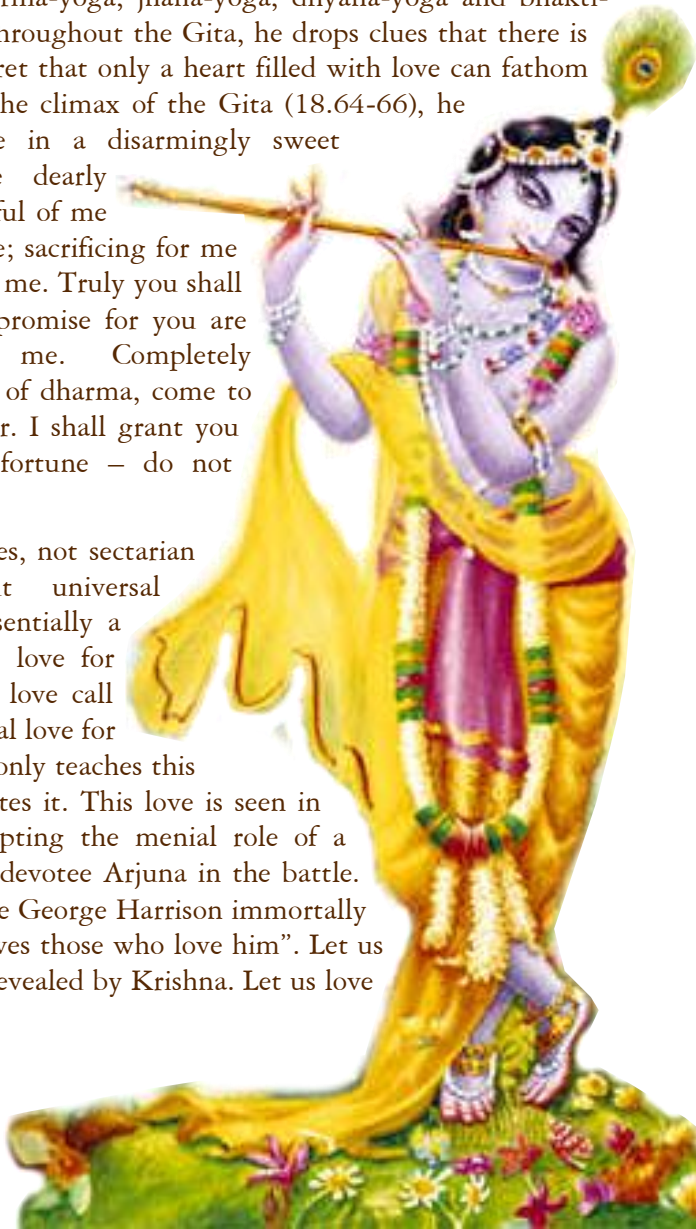 rma-yoga, jnana-yoga, dhyana-yoga and bhakti-
hroughout the Gita, he drops clues that there is
ret that only a heart filled with love can fathom
he climax of the Gita (18.64-66), he
e in a disarmingly sweet
e dearly
ful of me
e; sacrificing for me
me. Truly you shall
promise for you are
me. Completely
of dharma, come to
r. I shall grant you
fortune – do not
es, not sectarian
t universal
sentially a
love for
love call
al love for
only teaches this
tes it. This love is seen in
pting the menial role of a
devotee Arjuna in the battle.
e George Harrison immortally
ves those who love him”. Let us
evealed by Krishna. Let us love